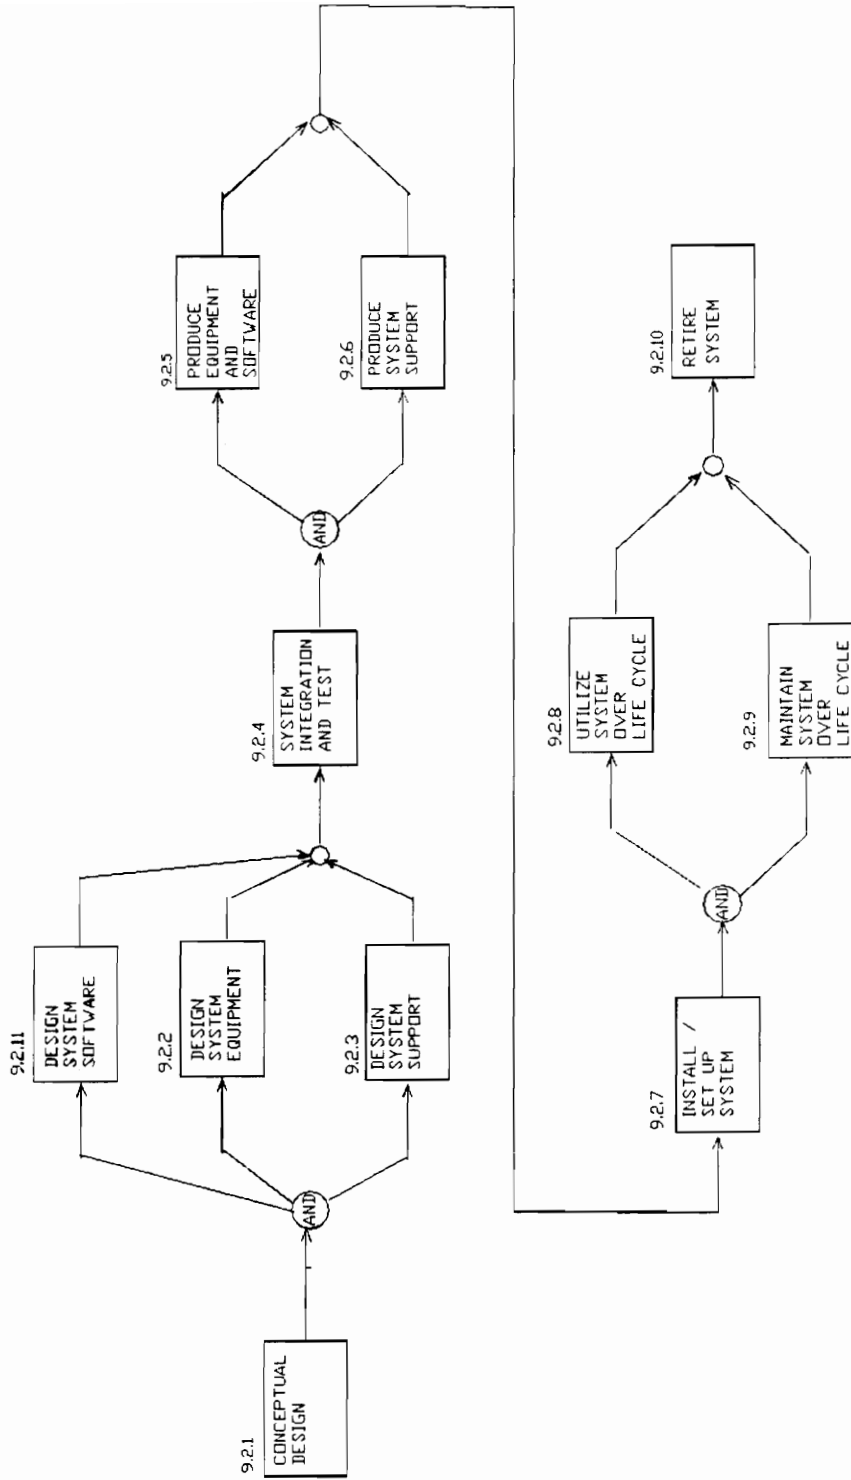 9.2.1
CONCEPTUAL
DESIGN
AND
9.2.11
DESIGN
SYSTEM
SOFTWARE
9.2.2
DESIGN
SYSTEM
EQUIPMENT
9.2.3
DESIGN
SYSTEM
SUPPORT
9.2.4
SYSTEM
INTEGRATION
AND TEST
AND
9.2.5
PRODUCE
EQUIPMENT
AND
SOFTWARE
9.2.6
PRODUCE
SYSTEM
SUPPORT
9.2.7
INSTALL /
SET UP
SYSTEM
AND
9.2.8
UTILIZE
SYSTEM
OVER
LIFE CYCLE
9.2.9
MAINTAIN
SYSTEM
OVER
LIFE CYCLE
9.2.10
RETIRE
SYSTEM